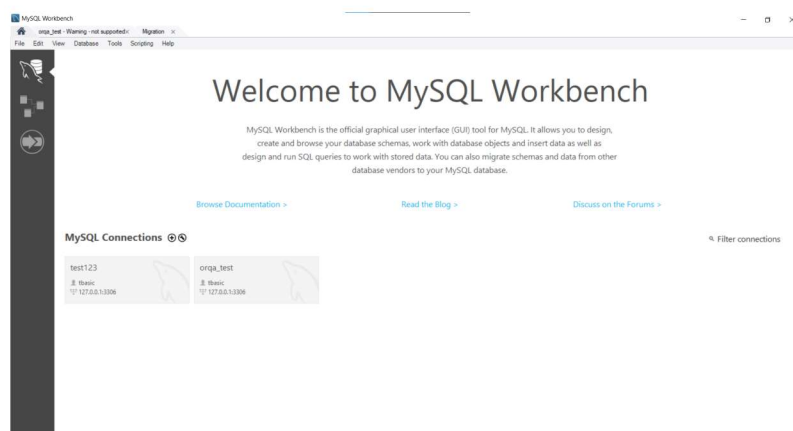 MySQL Workbench
orqa_test - Warning - not supported × Migration ×
File Edit View Database Tools Scripting Help
Welcome to MySQL Workbench
MySQL Workbench is the official graphical user interface (GUI) tool for MySQL. It allows you to design,
create and browse your database schemas, work with database objects and insert data as well as
design and run SQL queries to work with stored data. You can also migrate schemas and data from other
database vendors to your MySQL database.
Browse Documentation > Read the Blog > Discuss on the Forums >
MySQL Connections Filter connections
test123 orqa_test
tbasic tbasic
127.0.0.1:3306 127.0.0.1:3306